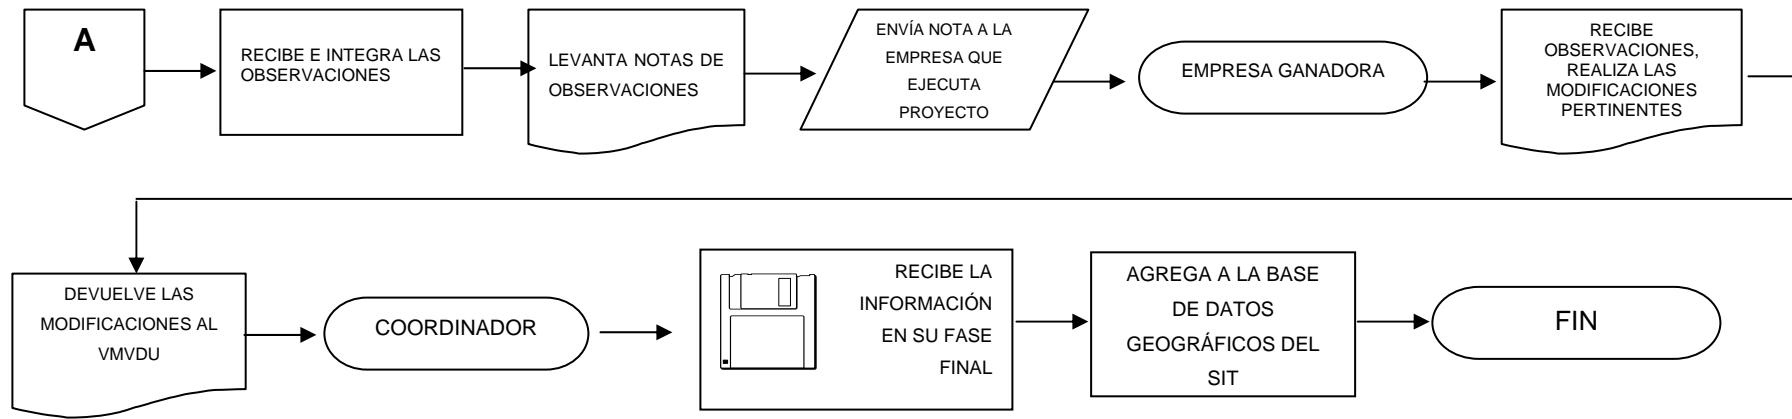 A
RECIBE E INTEGRA LAS
OBSERVACIONES
LEVANTA NOTAS DE
OBSERVACIONES
ENVÍA NOTA A LA
EMPRESA QUE
EJECUTA
PROYECTO
EMPRESA GANADORA
RECIBE
OBSERVACIONES,
REALIZA LAS
MODIFICACIONES
PERTINENTES
DEVUELVE LAS
MODIFICACIONES AL
VMVDU
COORDINADOR
RECIBE LA
INFORMACIÓN
EN SU FASE
FINAL
AGREGA A LA BASE
DE DATOS
GEOGRÁFICOS DEL
SIT
FIN